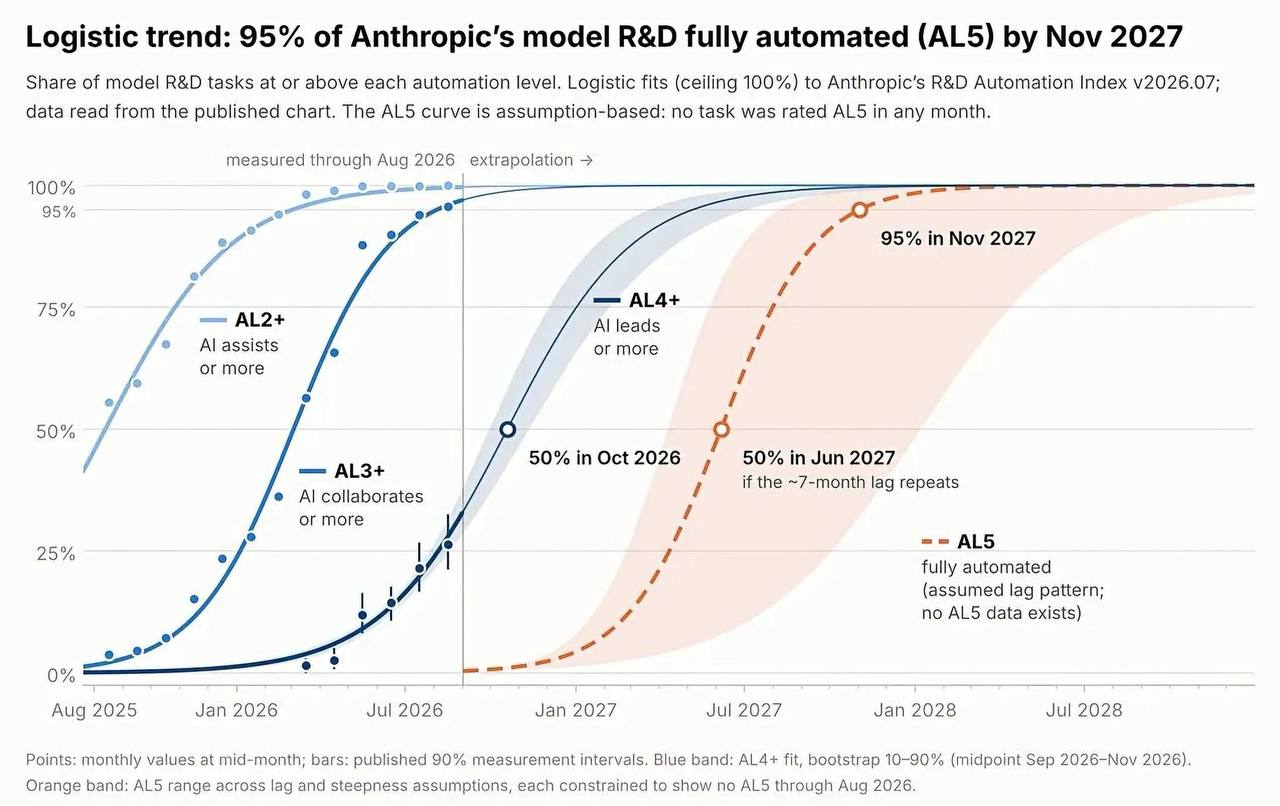 Logistic trend: 95% of Anthropic’s model R&D fully automated (AL5) by Nov 2027
Share of model R&D tasks at or above each automation level. Logistic fits (ceiling 100%) to Anthropic’s R&D Automation Index v2026.07;
data read from the published chart. The AL5 curve is assumption-based: no task was rated AL5 in any month.
measured through Aug 2026
extrapolation →
100%
95%
75%
50%
25%
0%
AL2+
AI assists
or more
AL3+
AI collaborates
or more
AL4+
AI leads
or more
50% in Oct 2026
95% in Nov 2027
50% in Jun 2027
if the ~7-month lag repeats
AL5
fully automated
(assumed lag pattern;
no AL5 data exists)
Aug 2025
Jan 2026
Jul 2026
Jan 2027
Jul 2027
Jan 2028
Jul 2028
Points: monthly values at mid-month; bars: published 90% measurement intervals. Blue band: AL4+ fit, bootstrap 10–90% (midpoint Sep 2026–Nov 2026).
Orange band: AL5 range across lag and steepness assumptions, each constrained to show no AL5 through Aug 2026.